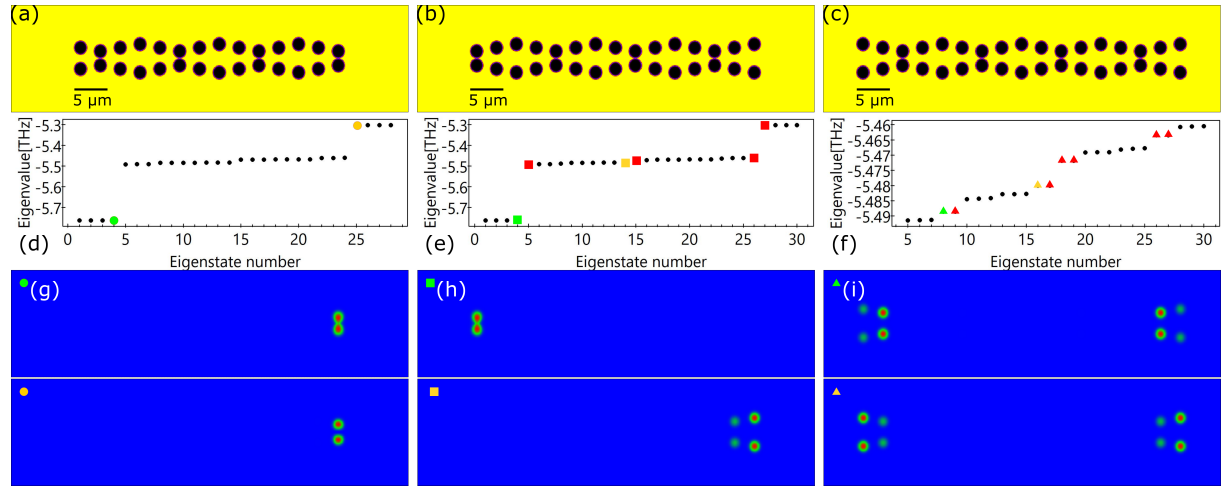 (a) (b) (c)
5 µm 5 µm 5 µm
Eigenvalue[THz]
-5.3
-5.4
-5.5
-5.6
-5.7
0 5 10 15 20 25
Eigenstate number
(d)
Eigenvalue[THz]
-5.3
-5.4
-5.5
-5.6
-5.7
0 5 10 15 20 25 30
Eigenstate number
(e)
Eigenvalue[THz]
-5.46
-5.465
-5.47
-5.475
-5.48
-5.485
-5.49
5 10 15 20 25 30
Eigenstate number
(f)
(g) (h) (i)